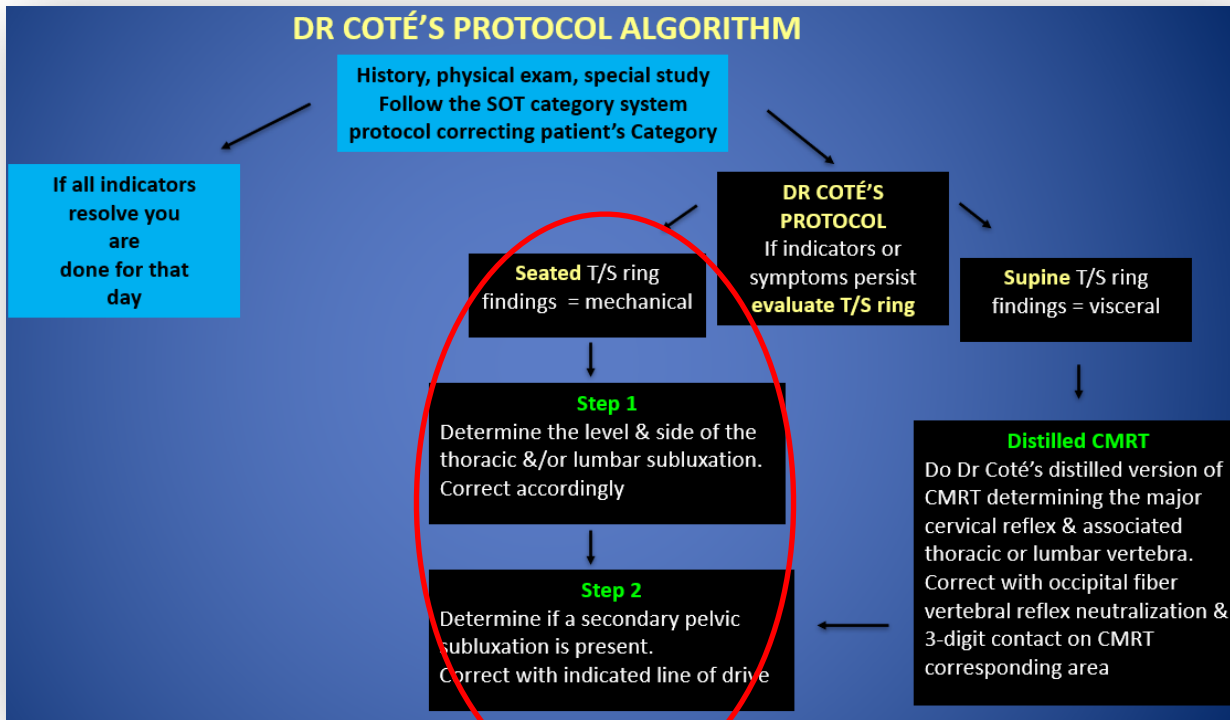 DR COTÉ'S PROTOCOL ALGORITHM
History, physical exam, special study
Follow the SOT category system
protocol correcting patient's Category
If all indicators
resolve you
are
done for that
day
DR COTÉ'S
PROTOCOL
If indicators or
symptoms persist
evaluate T/S ring
Seated T/S ring
findings = mechanical
Supine T/S ring
findings = visceral
Step 1
Determine the level & side of the
thoracic &/or lumbar subluxation.
Correct accordingly
Step 2
Determine if a secondary pelvic
subluxation is present.
Correct with indicated line of drive
Distilled CMRT
Do Dr Coté's distilled version of
CMRT determining the major
cervical reflex & associated
thoracic or lumbar vertebra.
Correct with occipital fiber
vertebral reflex neutralization &
3-digit contact on CMRT
corresponding area